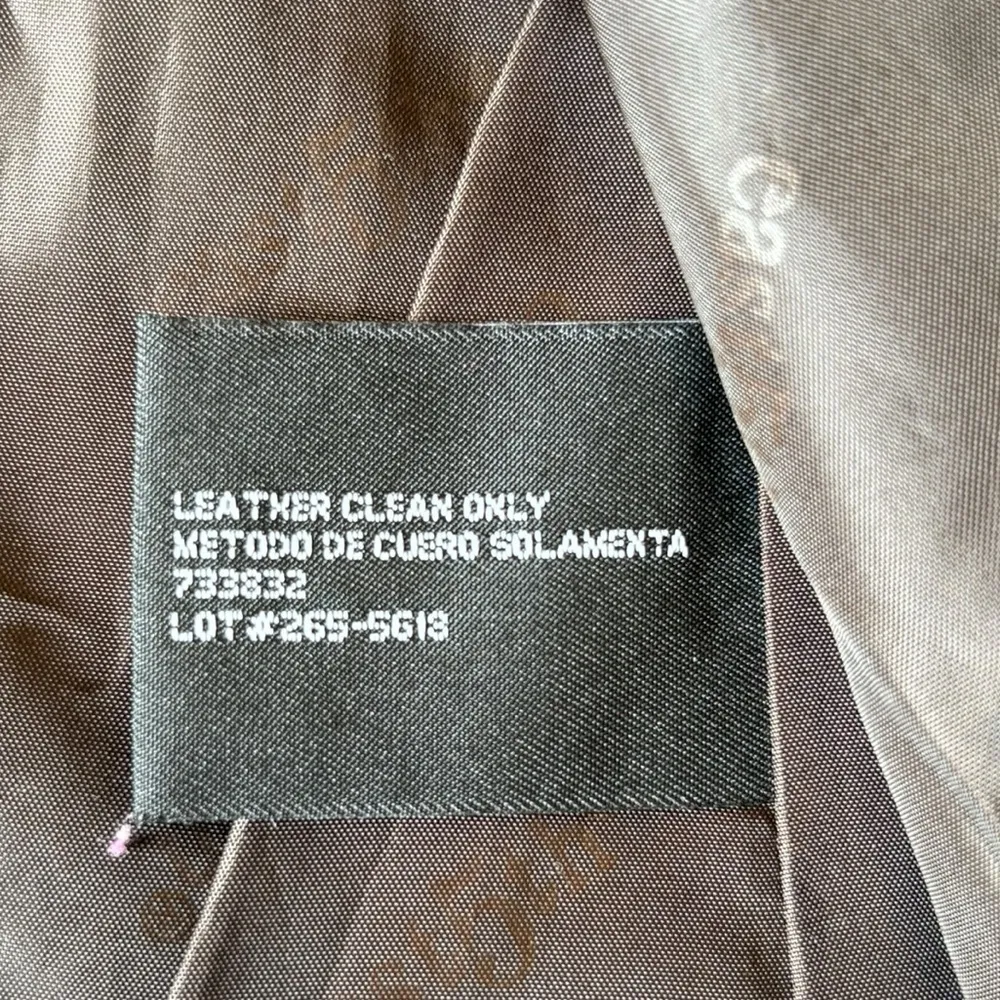 LEATHER CLEAN ONLY
METODO DE CUERO SOLAMENTA
733832
LOT#265-5618